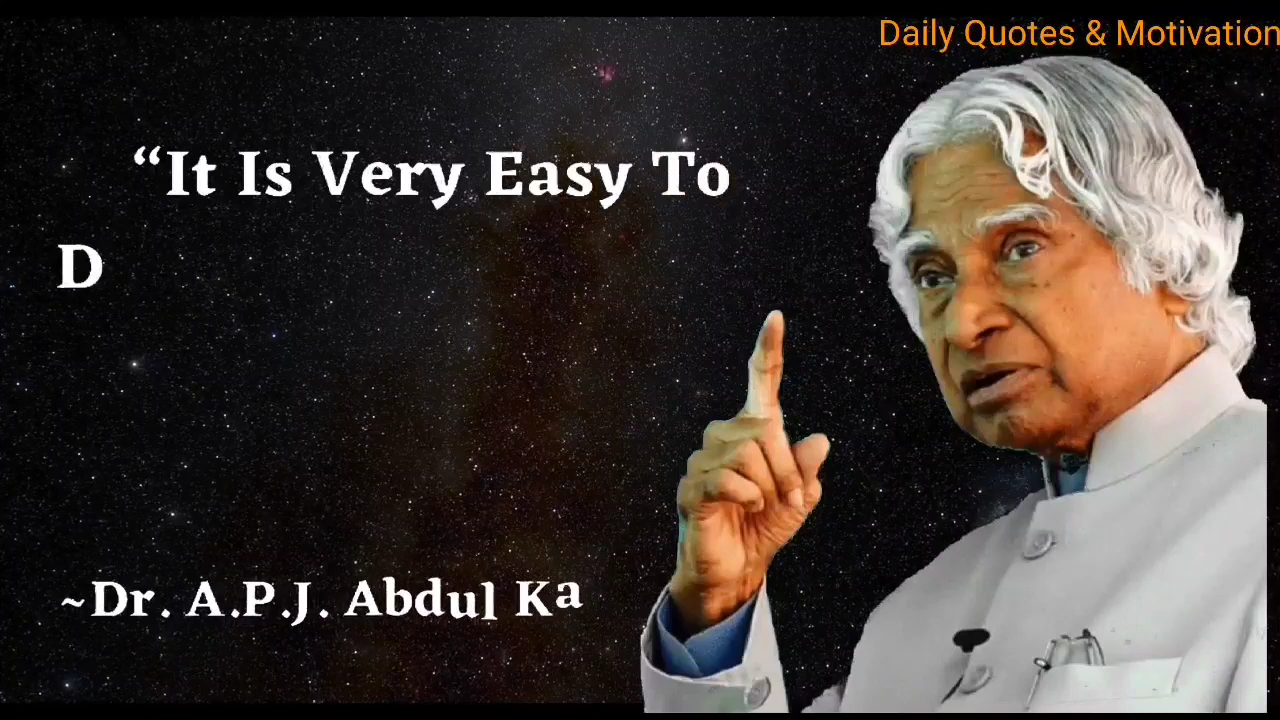 Daily Quotes & Motivation
“It Is Very Easy To
D
~Dr. A.P.J. Abdul Ka